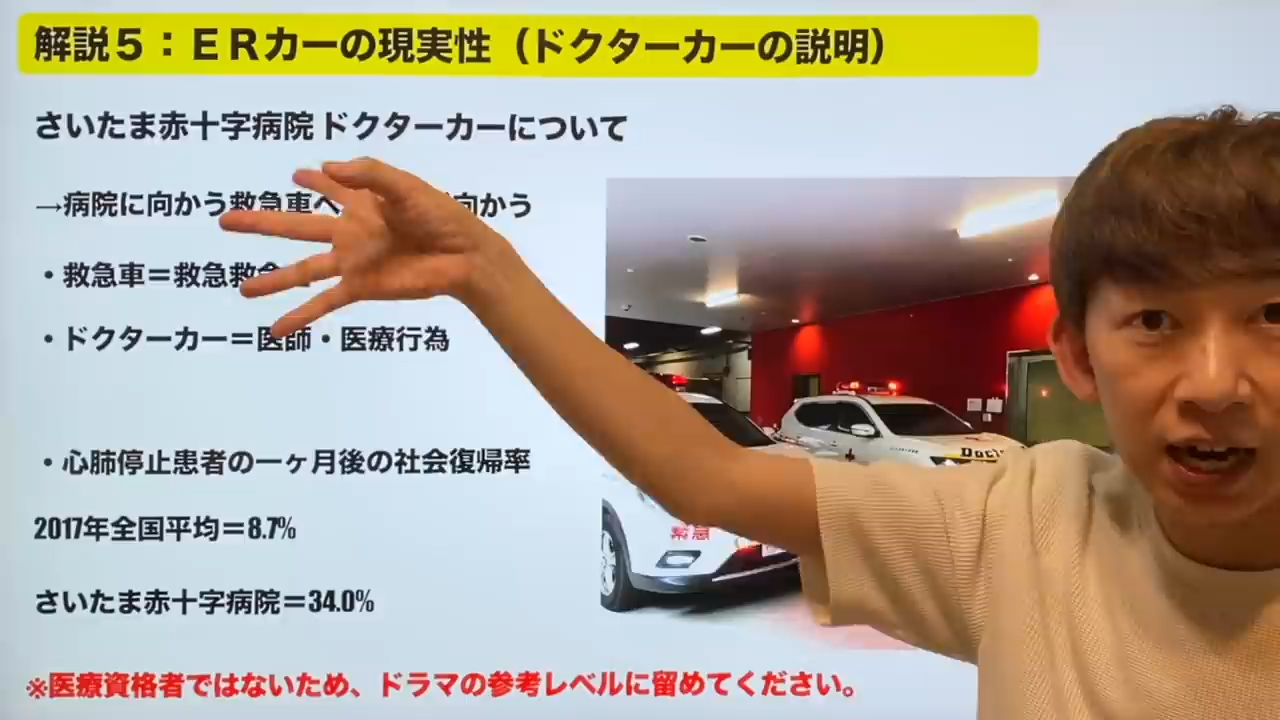 解説5：ERカーの現実性（ドクターカーの説明）
さいたま赤十字病院ドクターカーについて
→病院に向かう救急車へ 向かう
・救急車＝救急救
・ドクターカー＝医師・医療行為
・心肺停止患者の一ヶ月後の社会復帰率
2017年全国平均＝8.7%
さいたま赤十字病院＝34.0%
※医療資格者ではないため、ドラマの参考レベルに留めてください。
緊急